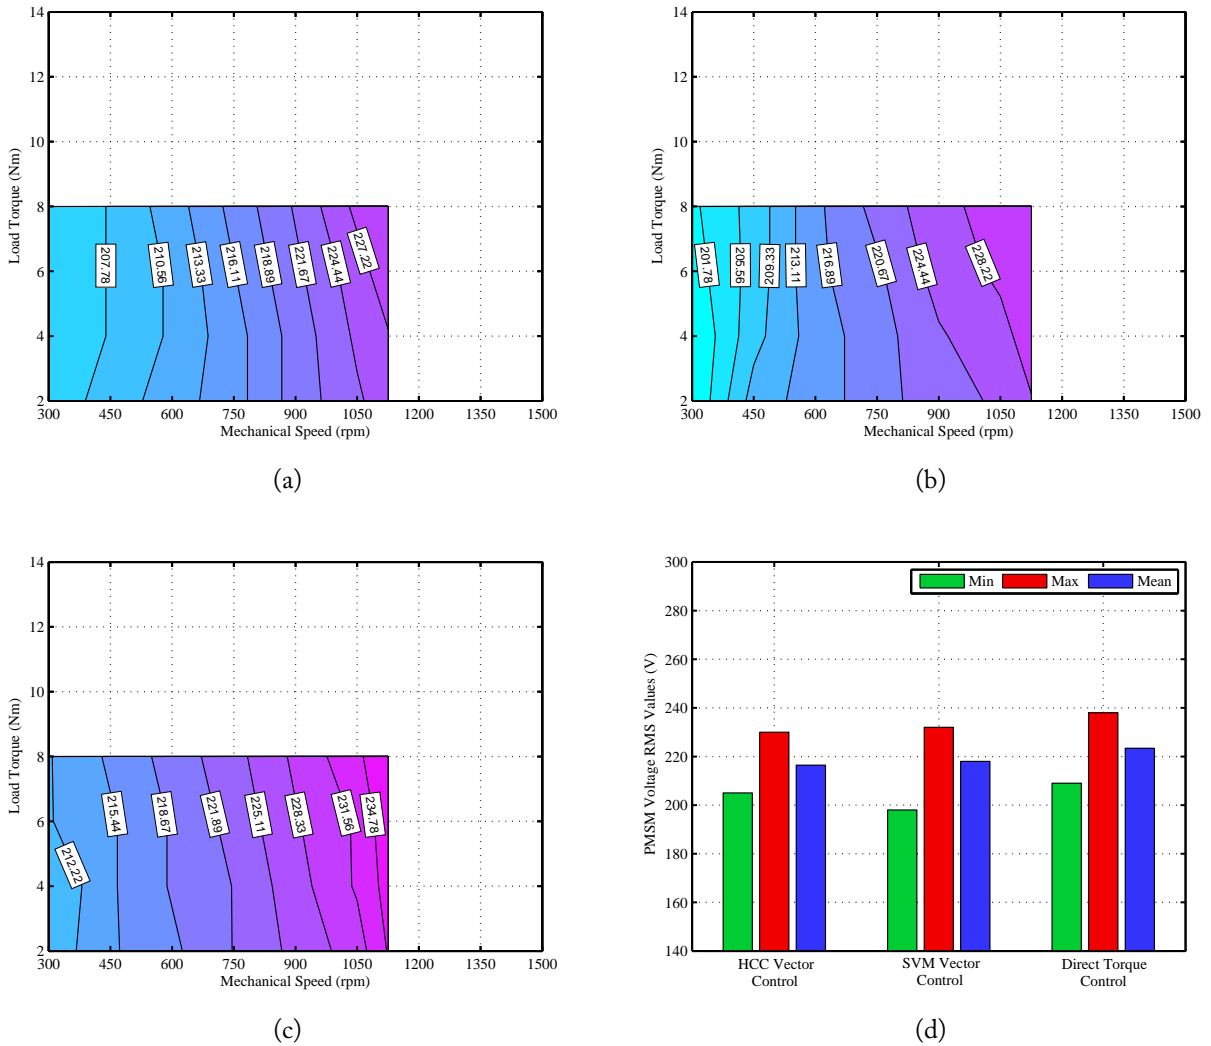 14
12
10
8
6
4
2
Load Torque (Nm)
207.78
210.56
213.33
216.11
218.89
221.67
224.44
227.22
300 450 600 750 900 1050 1200 1350 1500
Mechanical Speed (rpm)
(a)
14
12
10
8
6
4
2
Load Torque (Nm)
201.78
205.56
209.33
213.11
216.89
220.67
224.44
228.22
300 450 600 750 900 1050 1200 1350 1500
Mechanical Speed (rpm)
(b)
14
12
10
8
6
4
2
Load Torque (Nm)
212.22
215.44
218.67
221.89
225.11
228.33
231.56
234.78
300 450 600 750 900 1050 1200 1350 1500
Mechanical Speed (rpm)
(c)
300
280
260
240
220
200
180
160
140
PMSM Voltage RMS Values (V)
Min Max Mean
HCC Vector
Control
SVM Vector
Control
Direct Torque
Control
(d)